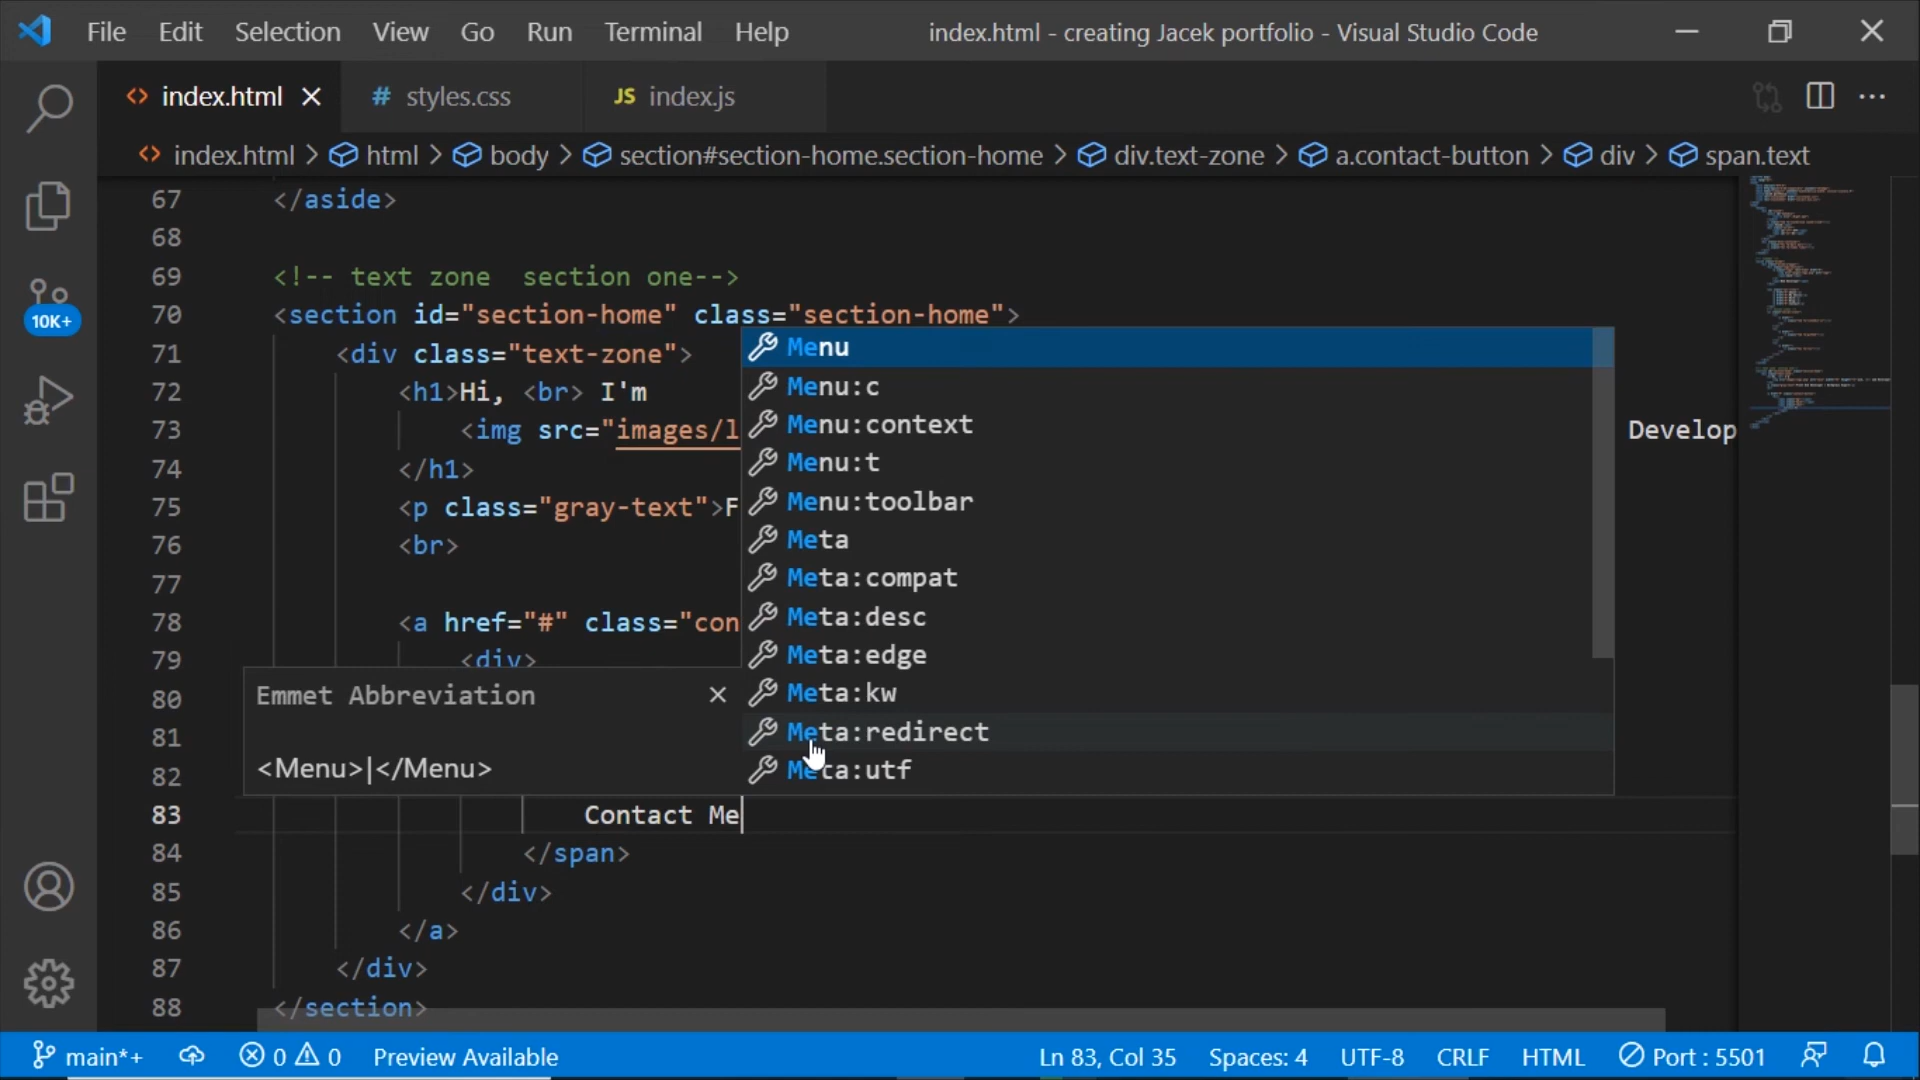 File Edit Selection View Go Run Terminal Help index.html - creating Jacek portfolio - Visual Studio Code
<> index.html # styles.css JS index.js
<> index.html > html > body > section#section-home.section-home > div.text-zone > a.contact-button > div > span.text
67 </aside>
68
69 <!-- text zone  section one-->
70 <section id="section-home" class="section-home">
71 <div class="text-zone">
72 <h1>Hi, <br> I'm
73 <img src="images/l Develop
74 </h1>
75 <p class="gray-text">F
76 <br>
77
78 <a href="#" class="con
79 <div>
80
81
82
83 Contact Me
84 </span>
85 </div>
86 </a>
87 </div>
88 </section>
Menu
Menu:c
Menu:context
Menu:t
Menu:toolbar
Meta
Meta:compat
Meta:desc
Meta:edge
Meta:kw
Meta:redirect
Meta:utf
Emmet Abbreviation
<Menu>|</Menu>
10K+
main*+ 0 0 Preview Available Ln 83, Col 35 Spaces: 4 UTF-8 CRLF HTML Port : 5501